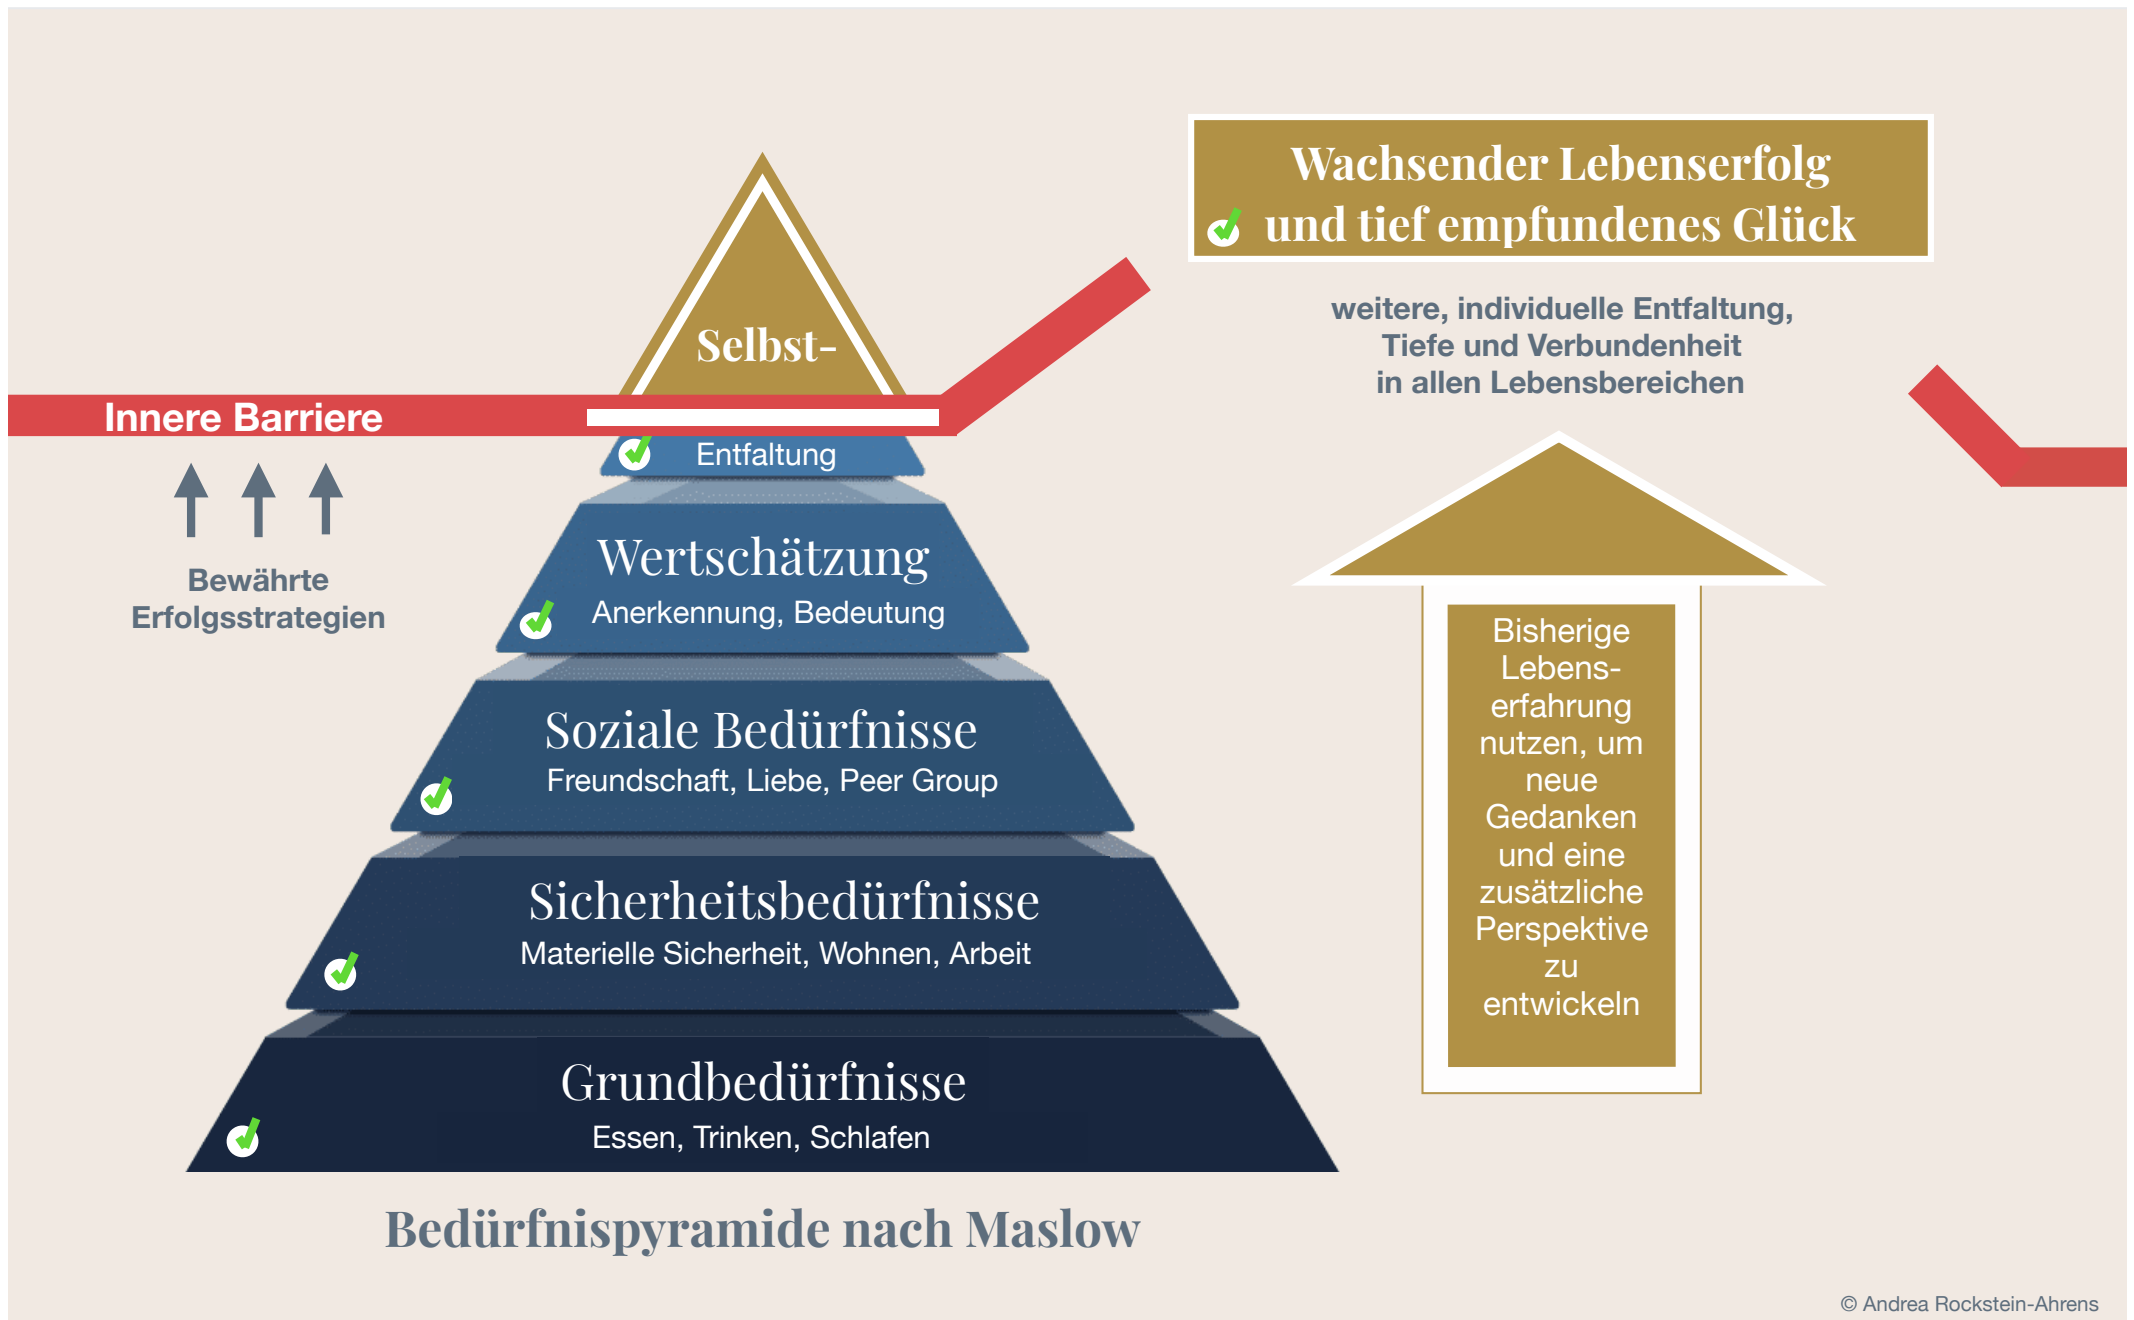 Wachsender Lebenserfolg
und tief empfundenes Glück
weitere, individuelle Entfaltung,
Tiefe und Verbundenheit
in allen Lebensbereichen
Selbst-
Innere Barriere
Entfaltung
Bewährte
Erfolgsstrategien
Wertschätzung
Anerkennung, Bedeutung
Soziale Bedürfnisse
Freundschaft, Liebe, Peer Group
Sicherheitsbedürfnisse
Materielle Sicherheit, Wohnen, Arbeit
Grundbedürfnisse
Essen, Trinken, Schlafen
Bedürfnispyramide nach Maslow
Bisherige
Lebens-
erfahrung
nutzen, um
neue
Gedanken
und eine
zusätzliche
Perspektive
zu
entwickeln
© Andrea Rockstein-Ahrens